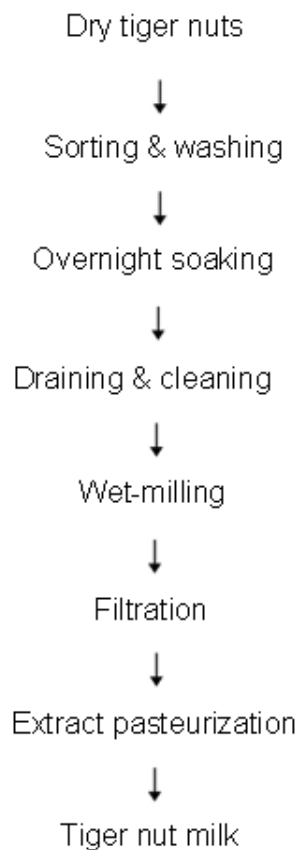 Dry tiger nuts
Sorting & washing
Overnight soaking
Draining & cleaning
Wet-milling
Filtration
Extract pasteurization
Tiger nut milk